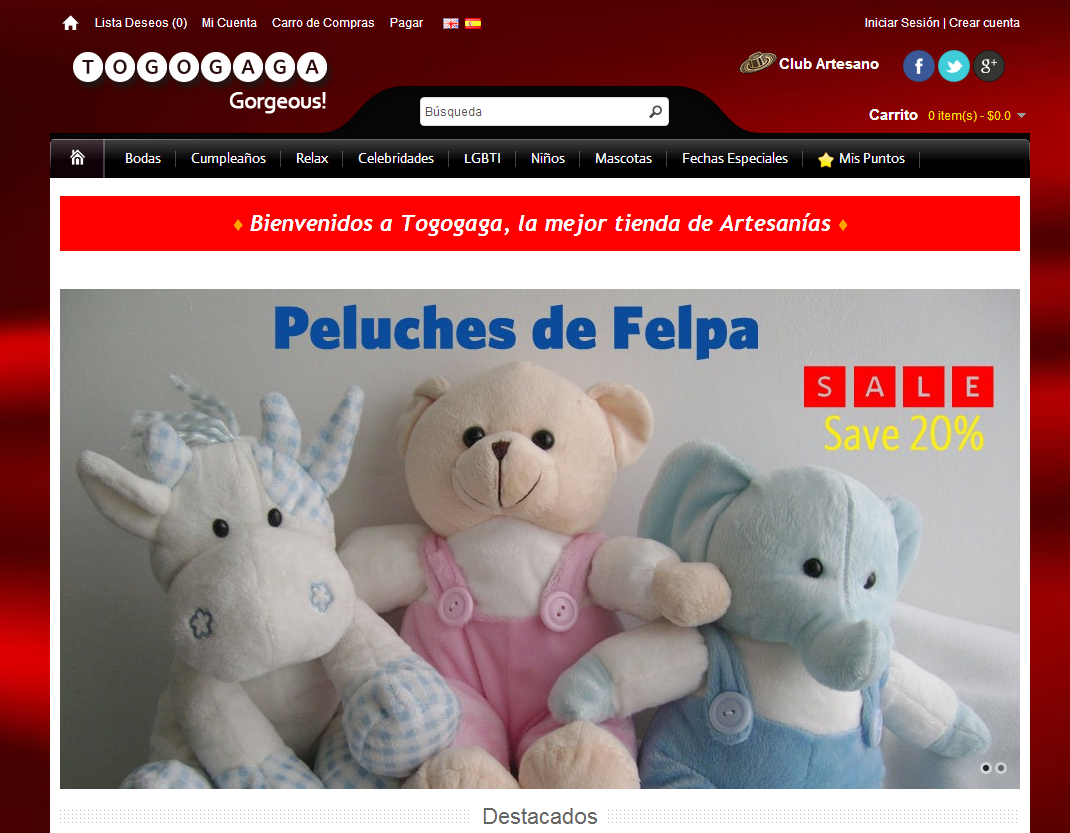 Lista Deseos (0) Mi Cuenta Carro de Compras Pagar Iniciar Sesión | Crear cuenta
TOGOGAGA
Gorgeous!
Club Artesano f g+
Búsqueda
Carrito 0 item(s) - $0.0
Bodas Cumpleaños Relax Celebridades LGBTI Niños Mascotas Fechas Especiales Mis Puntos
♦ Bienvenidos a Togogaga, la mejor tienda de Artesanías ♦
Peluches de Felpa
SALE
Save 20%
Destacados